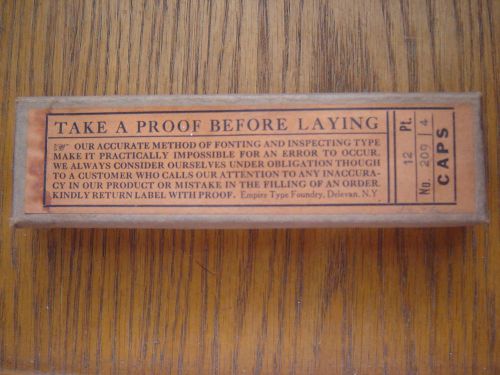 TAKE A PROOF BEFORE LAYING
☞ OUR ACCURATE METHOD OF FONTING AND INSPECTING TYPE
MAKE IT PRACTICALLY IMPOSSIBLE FOR AN ERROR TO OCCUR.
WE ALWAYS CONSIDER OURSELVES UNDER OBLIGATION THOUGH
TO A CUSTOMER WHO CALLS OUR ATTENTION TO ANY INACCURA-
CY IN OUR PRODUCT OR MISTAKE IN THE FILLING OF AN ORDER.
KINDLY RETURN LABEL WITH PROOF. Empire Type Foundry, Delevan, N.Y
12 Pt.
No. 209 | 4
CAPS